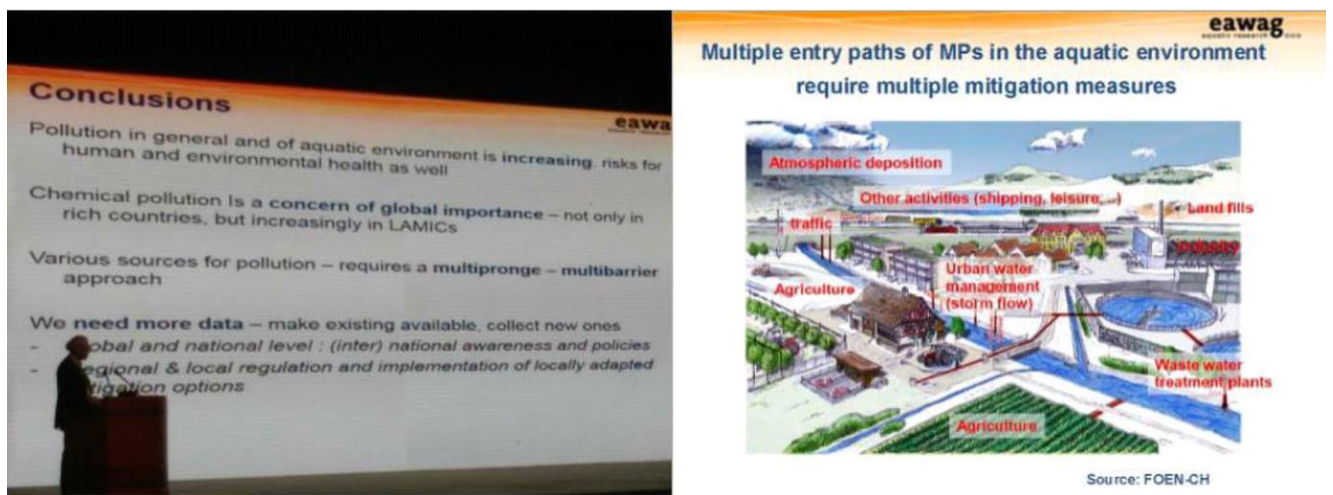 Conclusions
eawa
Pollution in general and of aquatic environment is increasing. risks for
human and environmental health as well
Chemical pollution Is a concern of global importance – not only in
rich countries, but increasingly in LAMICs
Various sources for pollution – requires a multipronge – multibarrier
approach
We need more data – make existing available, collect new ones
- obal and national level : (inter) national awareness and policies
- egional & local regulation and implementation of locally adapted
tigation options
eawag
aquatic research
Multiple entry paths of MPs in the aquatic environment
require multiple mitigation measures
Atmospheric deposition
Other activities (shipping, leisure, ...)
Land fills
traffic
Industry
Urban water
management
(storm flow)
Agriculture
Waste water
treatment plants
Agriculture
Source: FOEN-CH